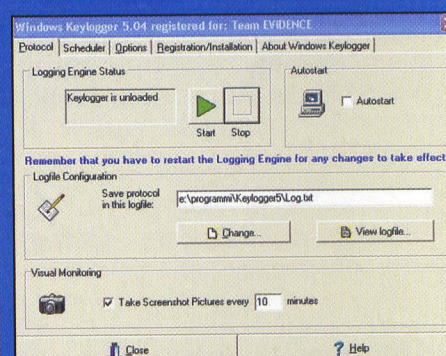 Windows Keylogger 5.04 registered for: Team EViDENCE
Protocol Scheduler Options Registration/Installation About Windows Keylogger
Logging Engine Status
Autostart
Keylogger is unloaded
Autostart
Start Stop
Remember that you have to restart the Logging Engine for any changes to take effect
Logfile Configuration
Save protocol
in this logfile:
e:\programmi\Keylogger5\Log.txt
Change...
View logfile...
Visual Monitoring
Take Screenshot Pictures every 10 minutes
Close
Help